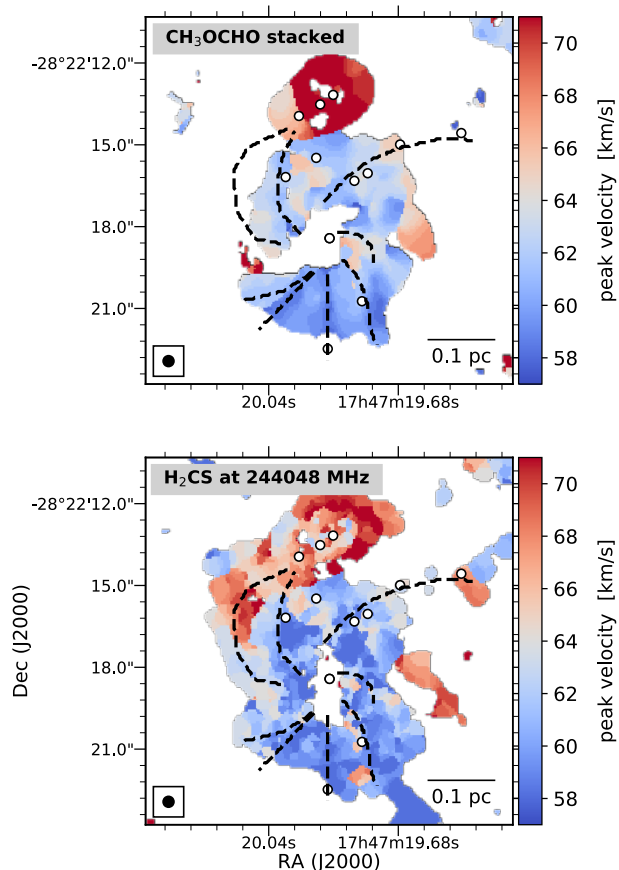 CH₃OCHO stacked
-28°22'12.0"
15.0"
18.0"
21.0"
0.1 pc
20.04s
17h47m19.68s
70
68
66
64
62
60
58
peak velocity [km/s]
H₂CS at 244048 MHz
-28°22'12.0"
15.0"
18.0"
21.0"
Dec (J2000)
0.1 pc
20.04s
17h47m19.68s
RA (J2000)
70
68
66
64
62
60
58
peak velocity [km/s]